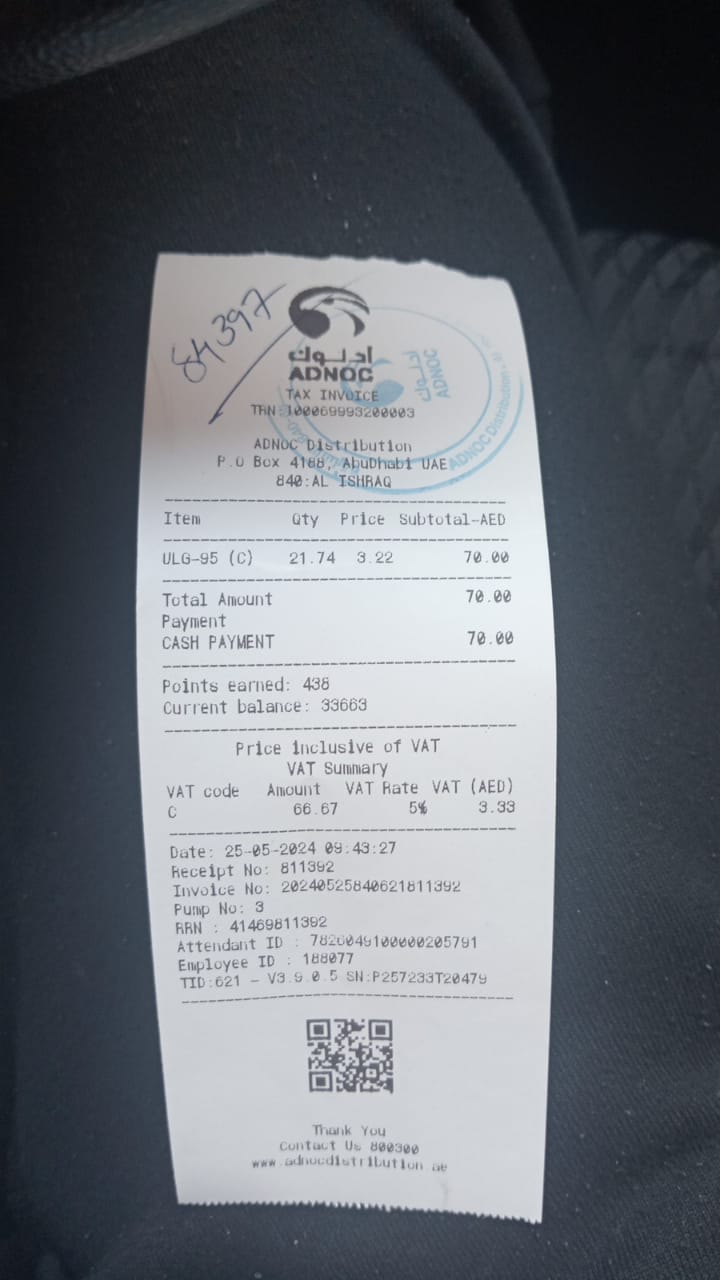 84397
أدنوك
ADNOC
أدنوك
ADNOC
ADNOC Distribution
TAX INVOICE
TRN:100069993200003
ADNOC Distribution
P.O Box 4188, AbuDhabi UAE
840:AL ISHRAQ
Item Qty Price Subtotal-AED
ULG-95 (C) 21.74 3.22 70.00
Total Amount 70.00
Payment
CASH PAYMENT 70.00
Points earned: 438
Current balance: 33663
Price inclusive of VAT
VAT Summary
VAT code Amount VAT Rate VAT (AED)
C 66.67 5% 3.33
Date: 25-05-2024 09:43:27
Receipt No: 811392
Invoice No: 20240525840621811392
Pump No: 3
RRN : 41469811392
Attendant ID : 7826049100000205791
Employee ID : 188077
TID:621 - V3.9.0.5 SN:P257233T20479
Thank You
Contact Us 800300
www.adnocdistribution.ae